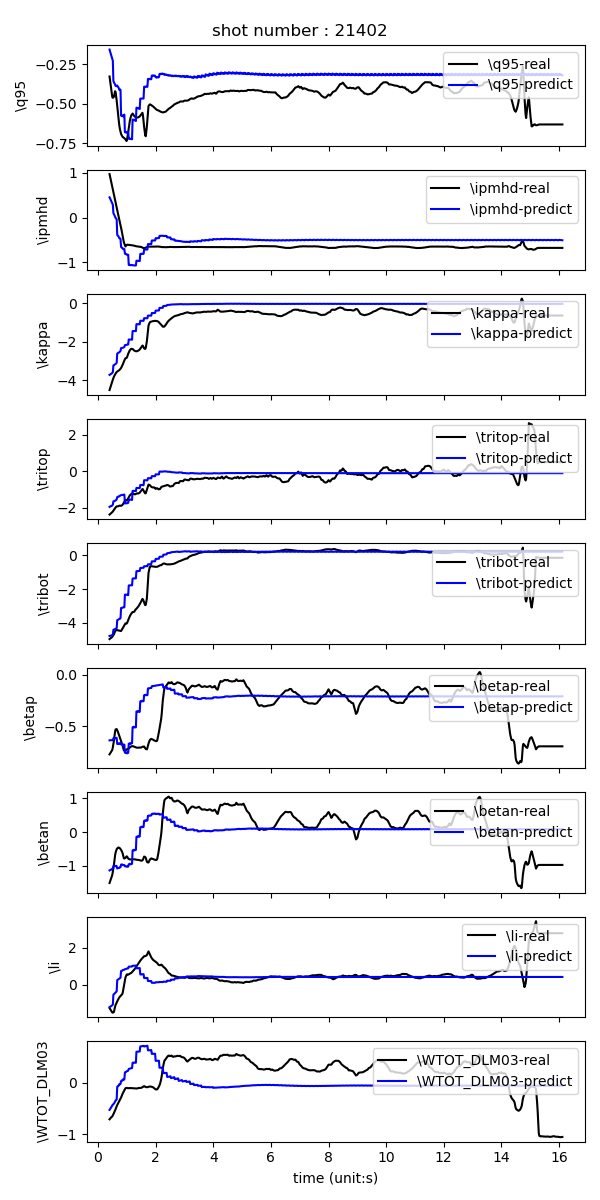 shot number : 21402
\q95
−0.25
−0.50
−0.75
\q95-real
\q95-predict
\ipmhd
1
0
−1
\ipmhd-real
\ipmhd-predict
\kappa
0
−2
−4
\kappa-real
\kappa-predict
\tritop
2
0
−2
\tritop-real
\tritop-predict
\tribot
0
−2
−4
\tribot-real
\tribot-predict
\betap
0.0
−0.5
\betap-real
\betap-predict
\betan
1
0
−1
\betan-real
\betan-predict
\li
2
0
\li-real
\li-predict
\WTOT_DLM03
0
−1
\WTOT_DLM03-real
\WTOT_DLM03-predict
0 2 4 6 8 10 12 14 16
time (unit:s)